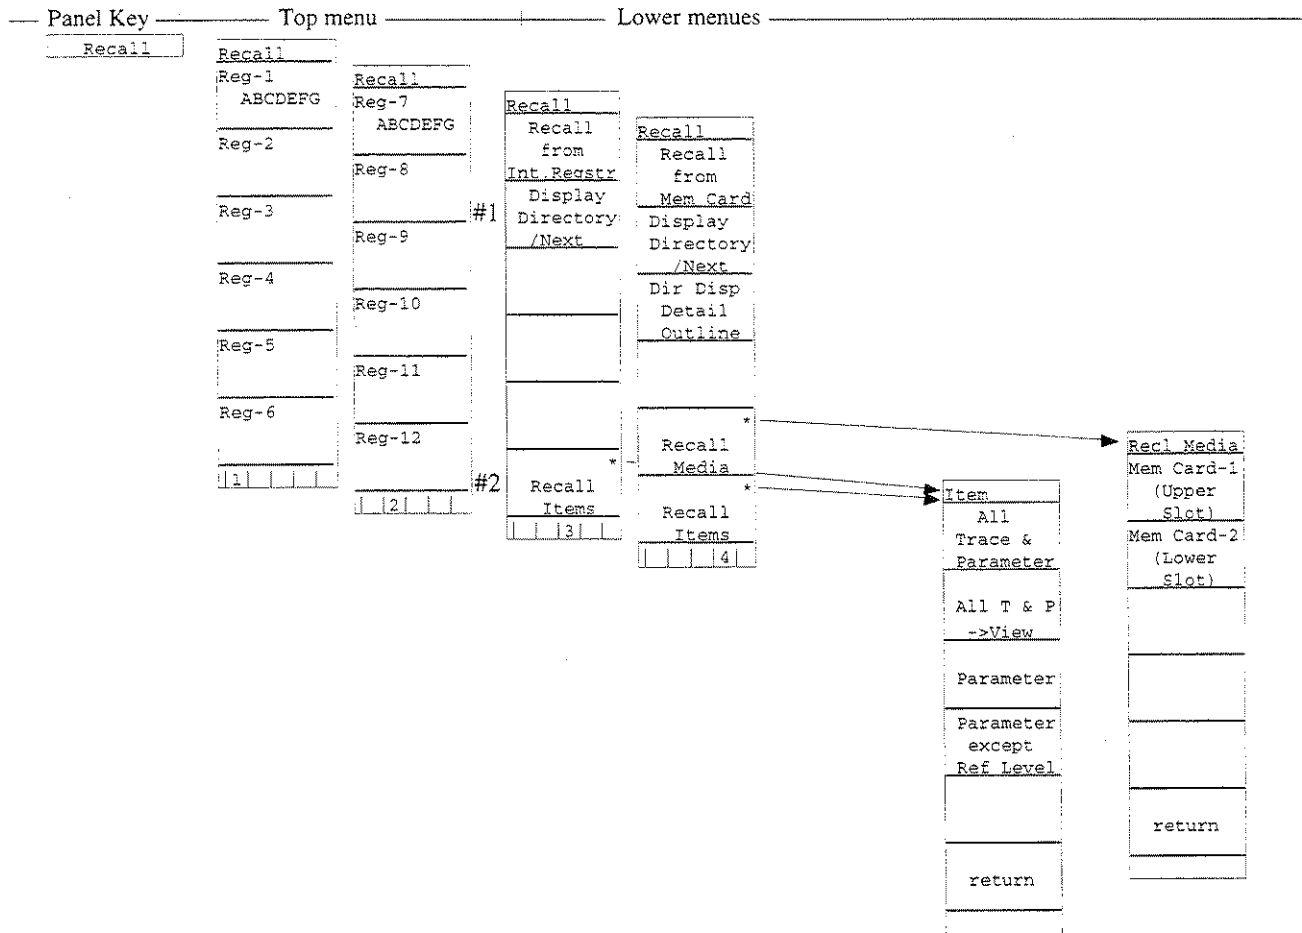 Panel Key
Top menu
Lower menues
Recall
Recall
Reg-1
ABCDEFG
Reg-2
Reg-3
Reg-4
Reg-5
Reg-6
1
Recall
Reg-7
ABCDEFG
Reg-8
Reg-9
Reg-10
Reg-11
Reg-12
2
#1
#2
Recall
Recall
from
Int.Regstr
Display
Directory
/Next
*
Recall
Items
3
Recall
Recall
from
Mem Card
Display
Directory
/Next
Dir Disp
Detail
Outline
*
Recall
Media
*
Recall
Items
4
Item
All
Trace &
Parameter
All T & P
->View
Parameter
Parameter
except
Ref Level
return
Recl Media
Mem Card-1
(Upper
Slot)
Mem Card-2
(Lower
Slot)
return